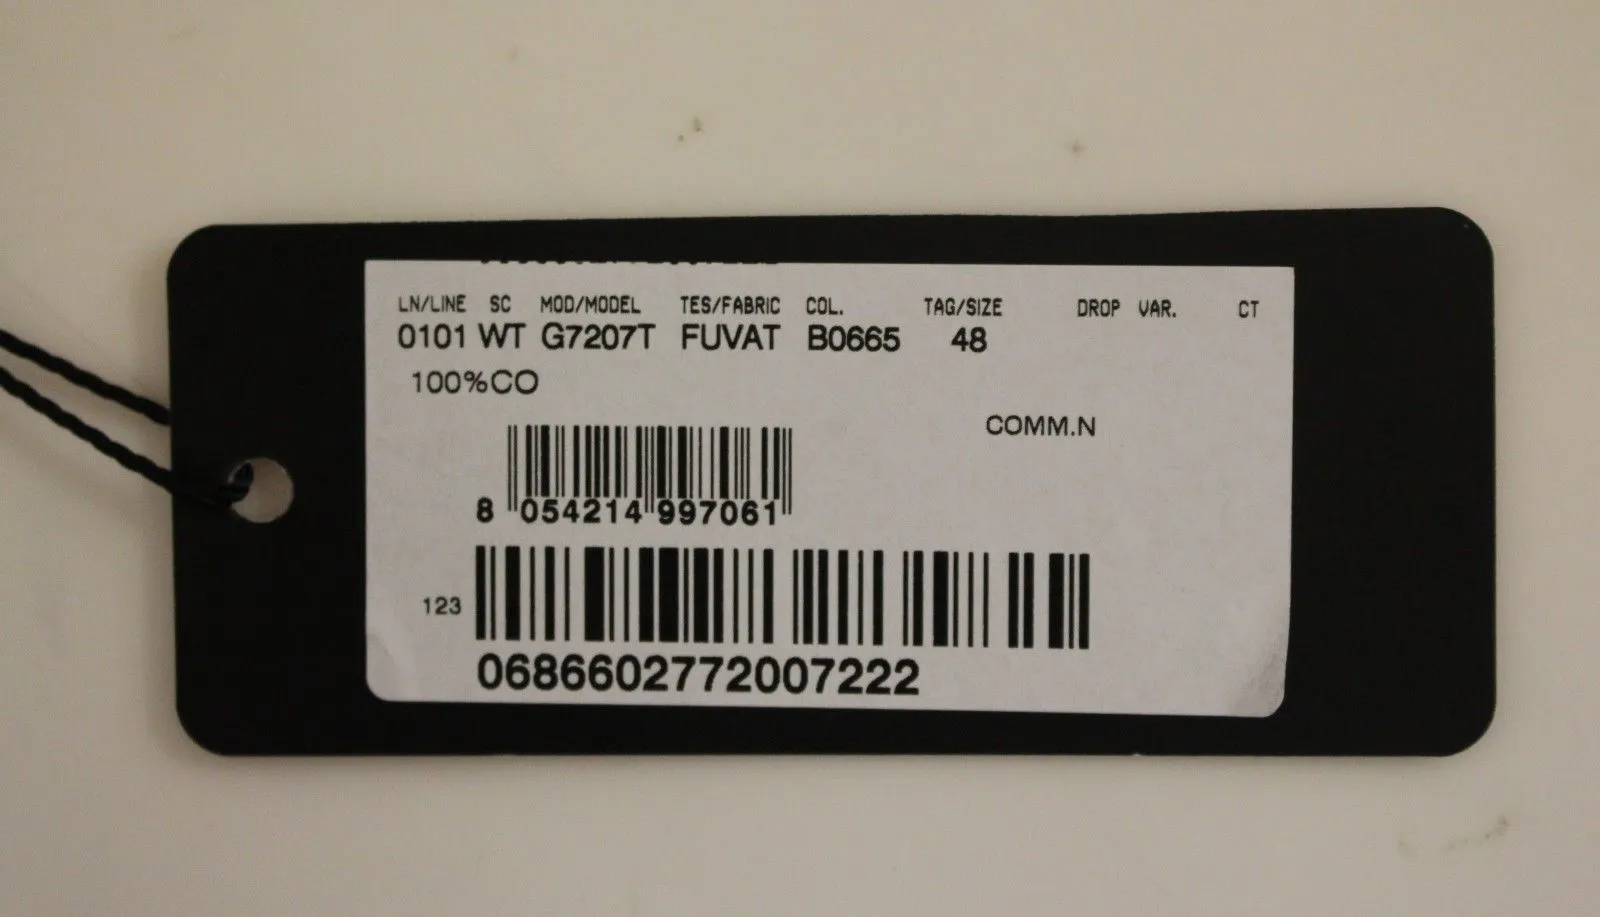 LN/LINE SC MOD/MODEL TES/FABRIC COL. TAG/SIZE DROP VAR. CT
0101 WT G7207T FUVAT B0665 48
100%CO
COMM.N
8 054214 997061
123
0686602772007222